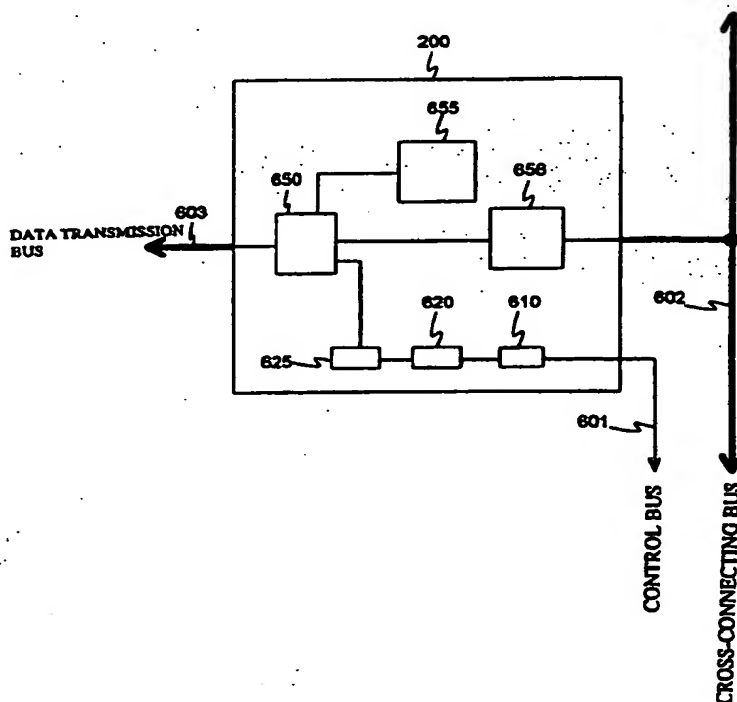 200
655
650
658
603
DATA TRANSMISSION
BUS
602
620
610
625
601
CONTROL BUS
CROSS-CONNECTING BUS